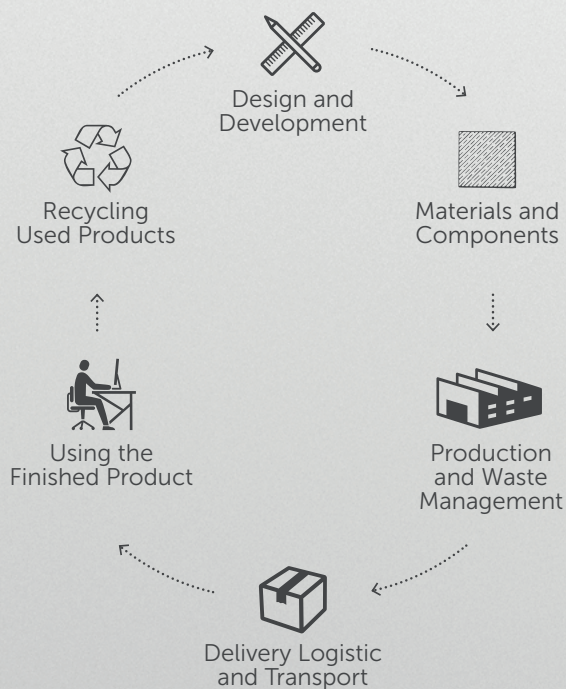 Design and
Development
Materials and
Components
Production
and Waste
Management
Delivery Logistic
and Transport
Using the
Finished Product
Recycling
Used Products